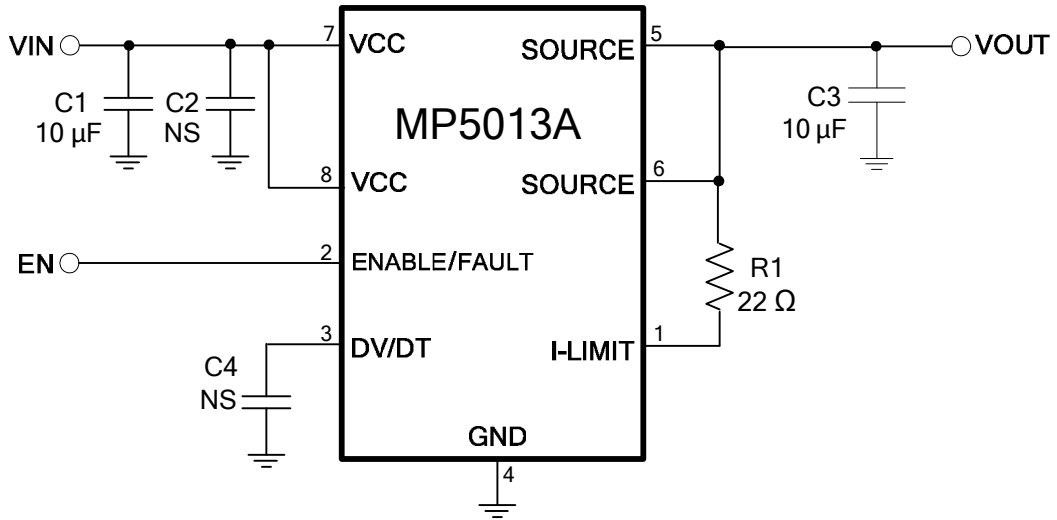 VIN
7
VCC
SOURCE
5
VOUT
C1
10 µF
C2
NS
MP5013A
C3
10 µF
8
VCC
SOURCE
6
EN
2
ENABLE/FAULT
R1
22 Ω
3
DV/DT
I-LIMIT
1
C4
NS
GND
4